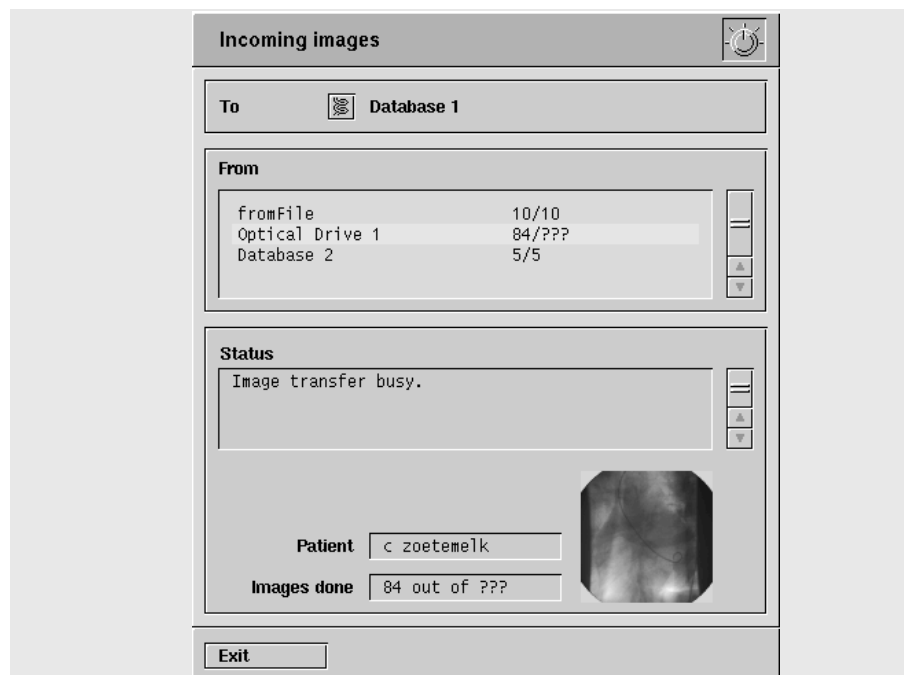 Incoming images
To Database 1
From
fromFile 10/10
Optical Drive 1 84/???
Database 2 5/5
Status
Image transfer busy.
Patient c zoetemelk
Images done 84 out of ???
Exit